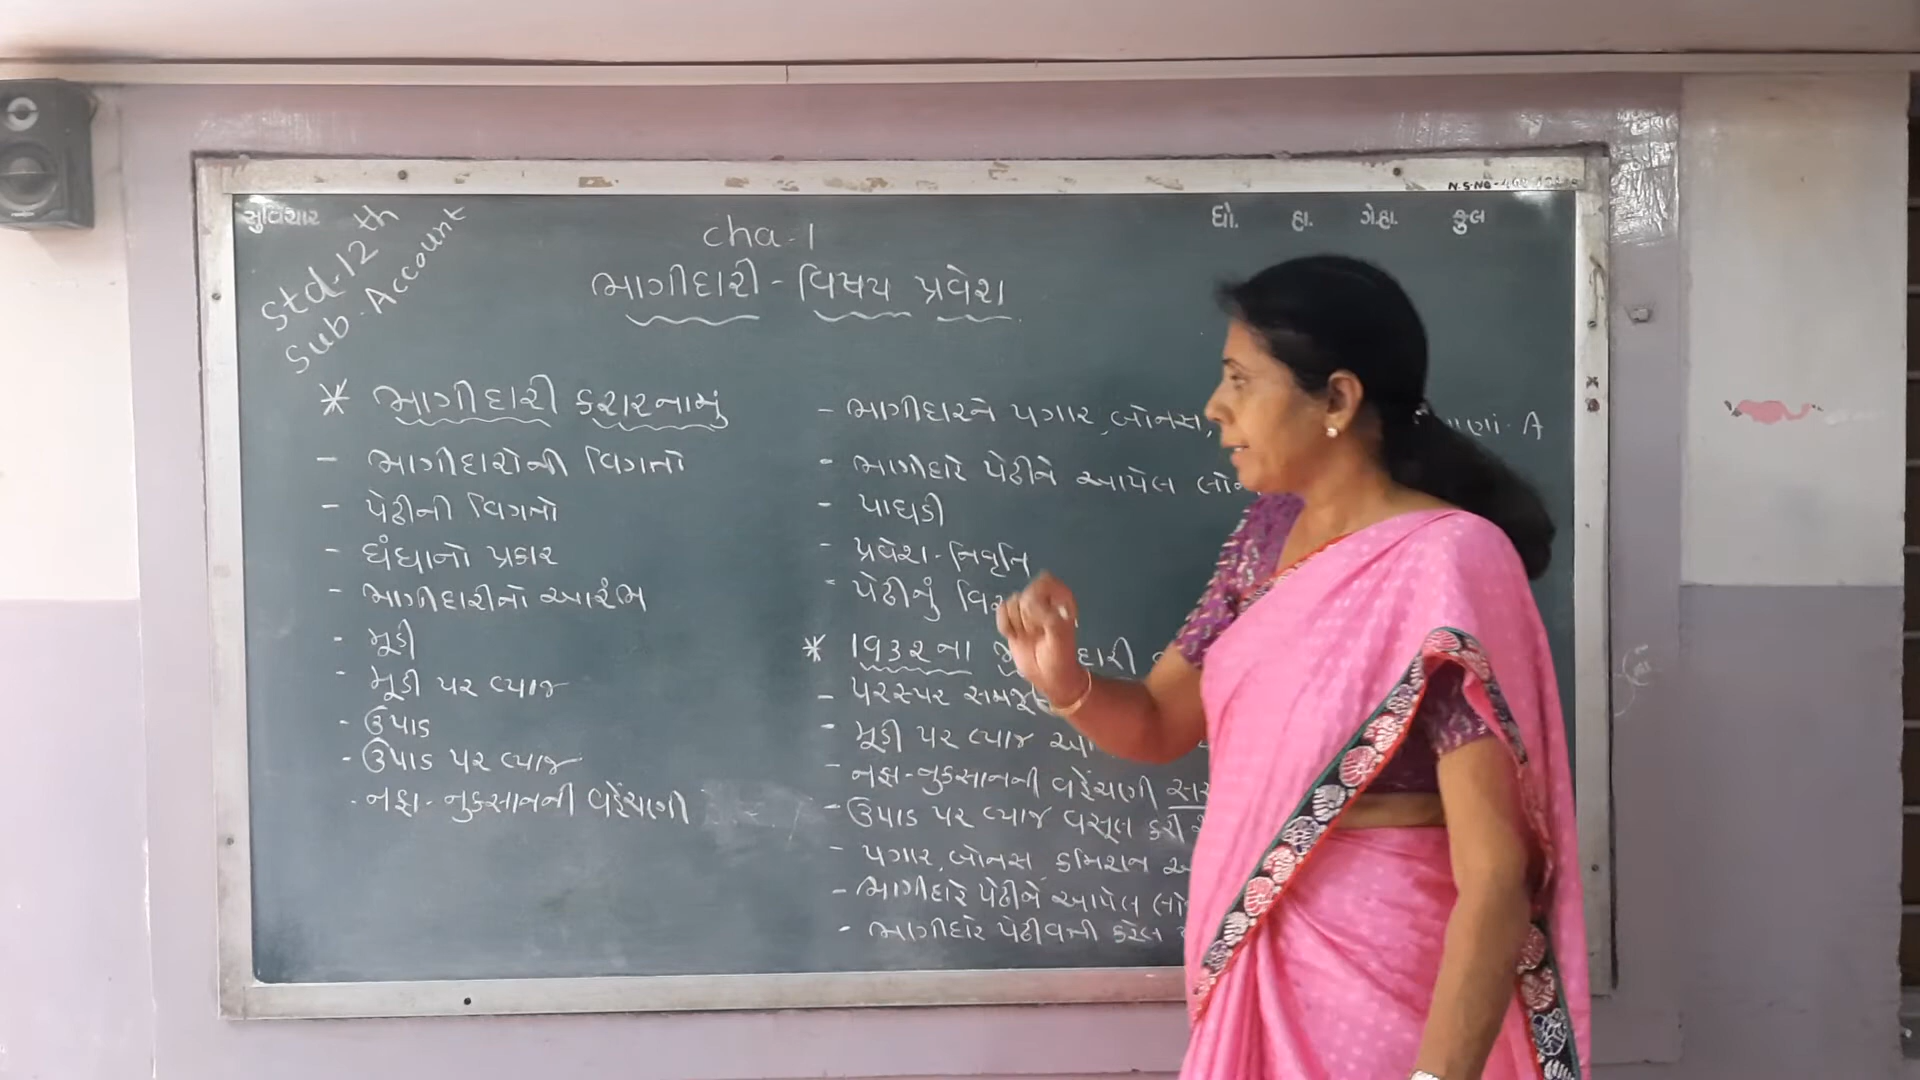 સુવિચાર
ઘો. હા. ગે.હા. કુલ
N.S.NO-
Std-12 th
Sub-Account
cha-1
ભાગીદારી - વિષય પ્રવેશ
* ભાગીદારી કરારનામું
- ભાગીદારોની વિગતો
- પેઢીની વિગતો
- ધંધાનો પ્રકાર
- ભાગીદારીનો આરંભ
- મૂડી
- મૂડી પર વ્યાજ
- ઉપાડ
- ઉપાડ પર વ્યાજ
- નફા-નુકસાનની વહેંચણી
- ભાગીદારને પગાર, બોનસ, A
- ભાગીદારે પેઢીને આપેલ
- પાઘડી
- પ્રવેશ-નિવૃતિ
- પેઢીનું
* ૧૯૩૨ના
- પરસ્પર
- મૂડી પર વ્યાજ
- નફા-નુકસાનની વહેંચણી
- ઉપાડ પર વ્યાજ વસૂલ કરી
- પગાર, બોનસ, કમિશન
- ભાગીદારે પેઢીને આપેલ
- ભાગીદારે પેઢીવતી કરેલ